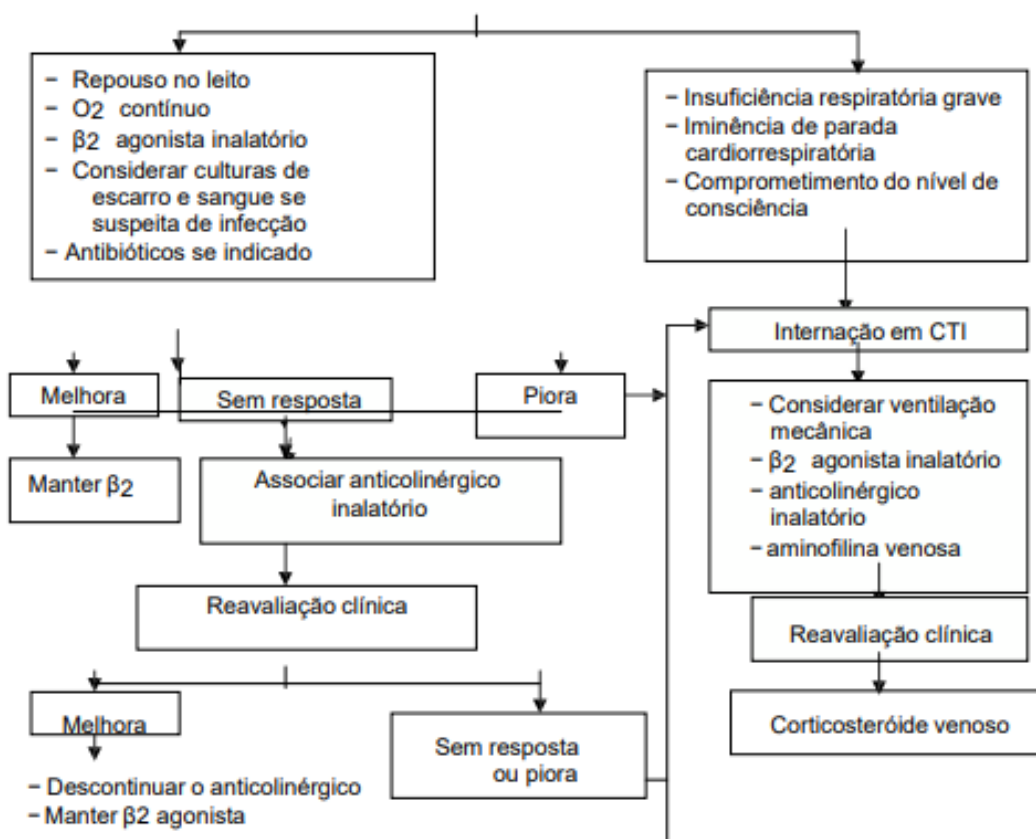 − Repouso no leito
− O2 contínuo
− β2 agonista inalatório
− Considerar culturas de
escarro e sangue se
suspeita de infecção
− Antibióticos se indicado
− Insuficiência respiratória grave
− Iminência de parada
cardiorrespiratória
− Comprometimento do nível de
consciência
Internação em CTI
Melhora
Sem resposta
Piora
− Considerar ventilação
mecânica
− β2 agonista inalatório
− anticolinérgico
inalatório
− aminofilina venosa
Manter β2
Associar anticolinérgico
inalatório
Reavaliação clínica
Reavaliação clínica
Melhora
Sem resposta
ou piora
Corticosteróide venoso
− Descontinuar o anticolinérgico
− Manter β2 agonista